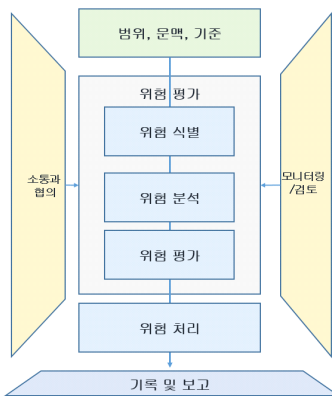 범위, 문맥, 기준
위험 평가
위험 식별
소통과
협의
위험 분석
모니터링
/검토
위험 평가
위험 처리
기록 및 보고